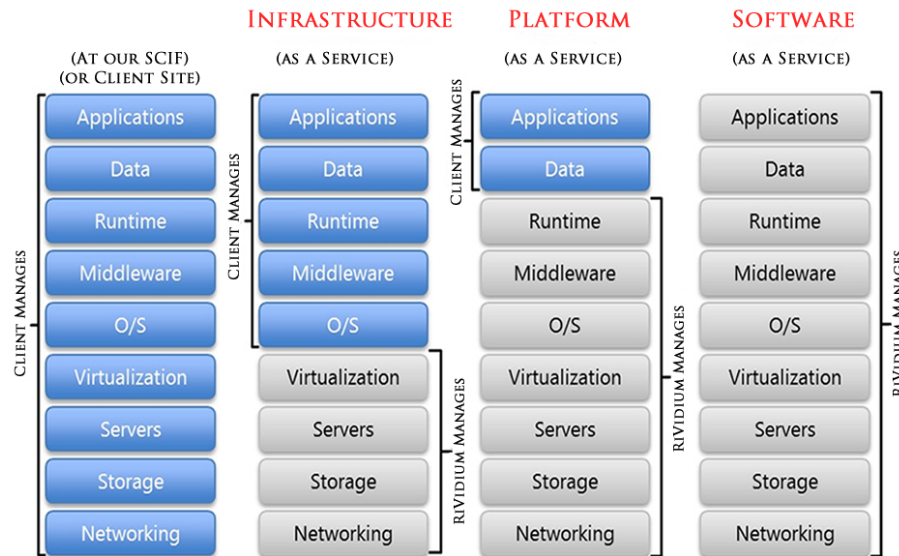 INFRASTRUCTURE
PLATFORM
SOFTWARE
(AT OUR SCIF)
(OR CLIENT SITE)
(AS A SERVICE)
(AS A SERVICE)
(AS A SERVICE)
CLIENT MANAGES
Applications
Data
Runtime
Middleware
O/S
Virtualization
Servers
Storage
Networking
CLIENT MANAGES
Applications
Data
Runtime
Middleware
O/S
Virtualization
Servers
Storage
Networking
RIVIDIUM MANAGES
CLIENT MANAGES
Applications
Data
Runtime
Middleware
O/S
Virtualization
Servers
Storage
Networking
RIVIDIUM MANAGES
Applications
Data
Runtime
Middleware
O/S
Virtualization
Servers
Storage
Networking
RIVIDIUM MANAGES